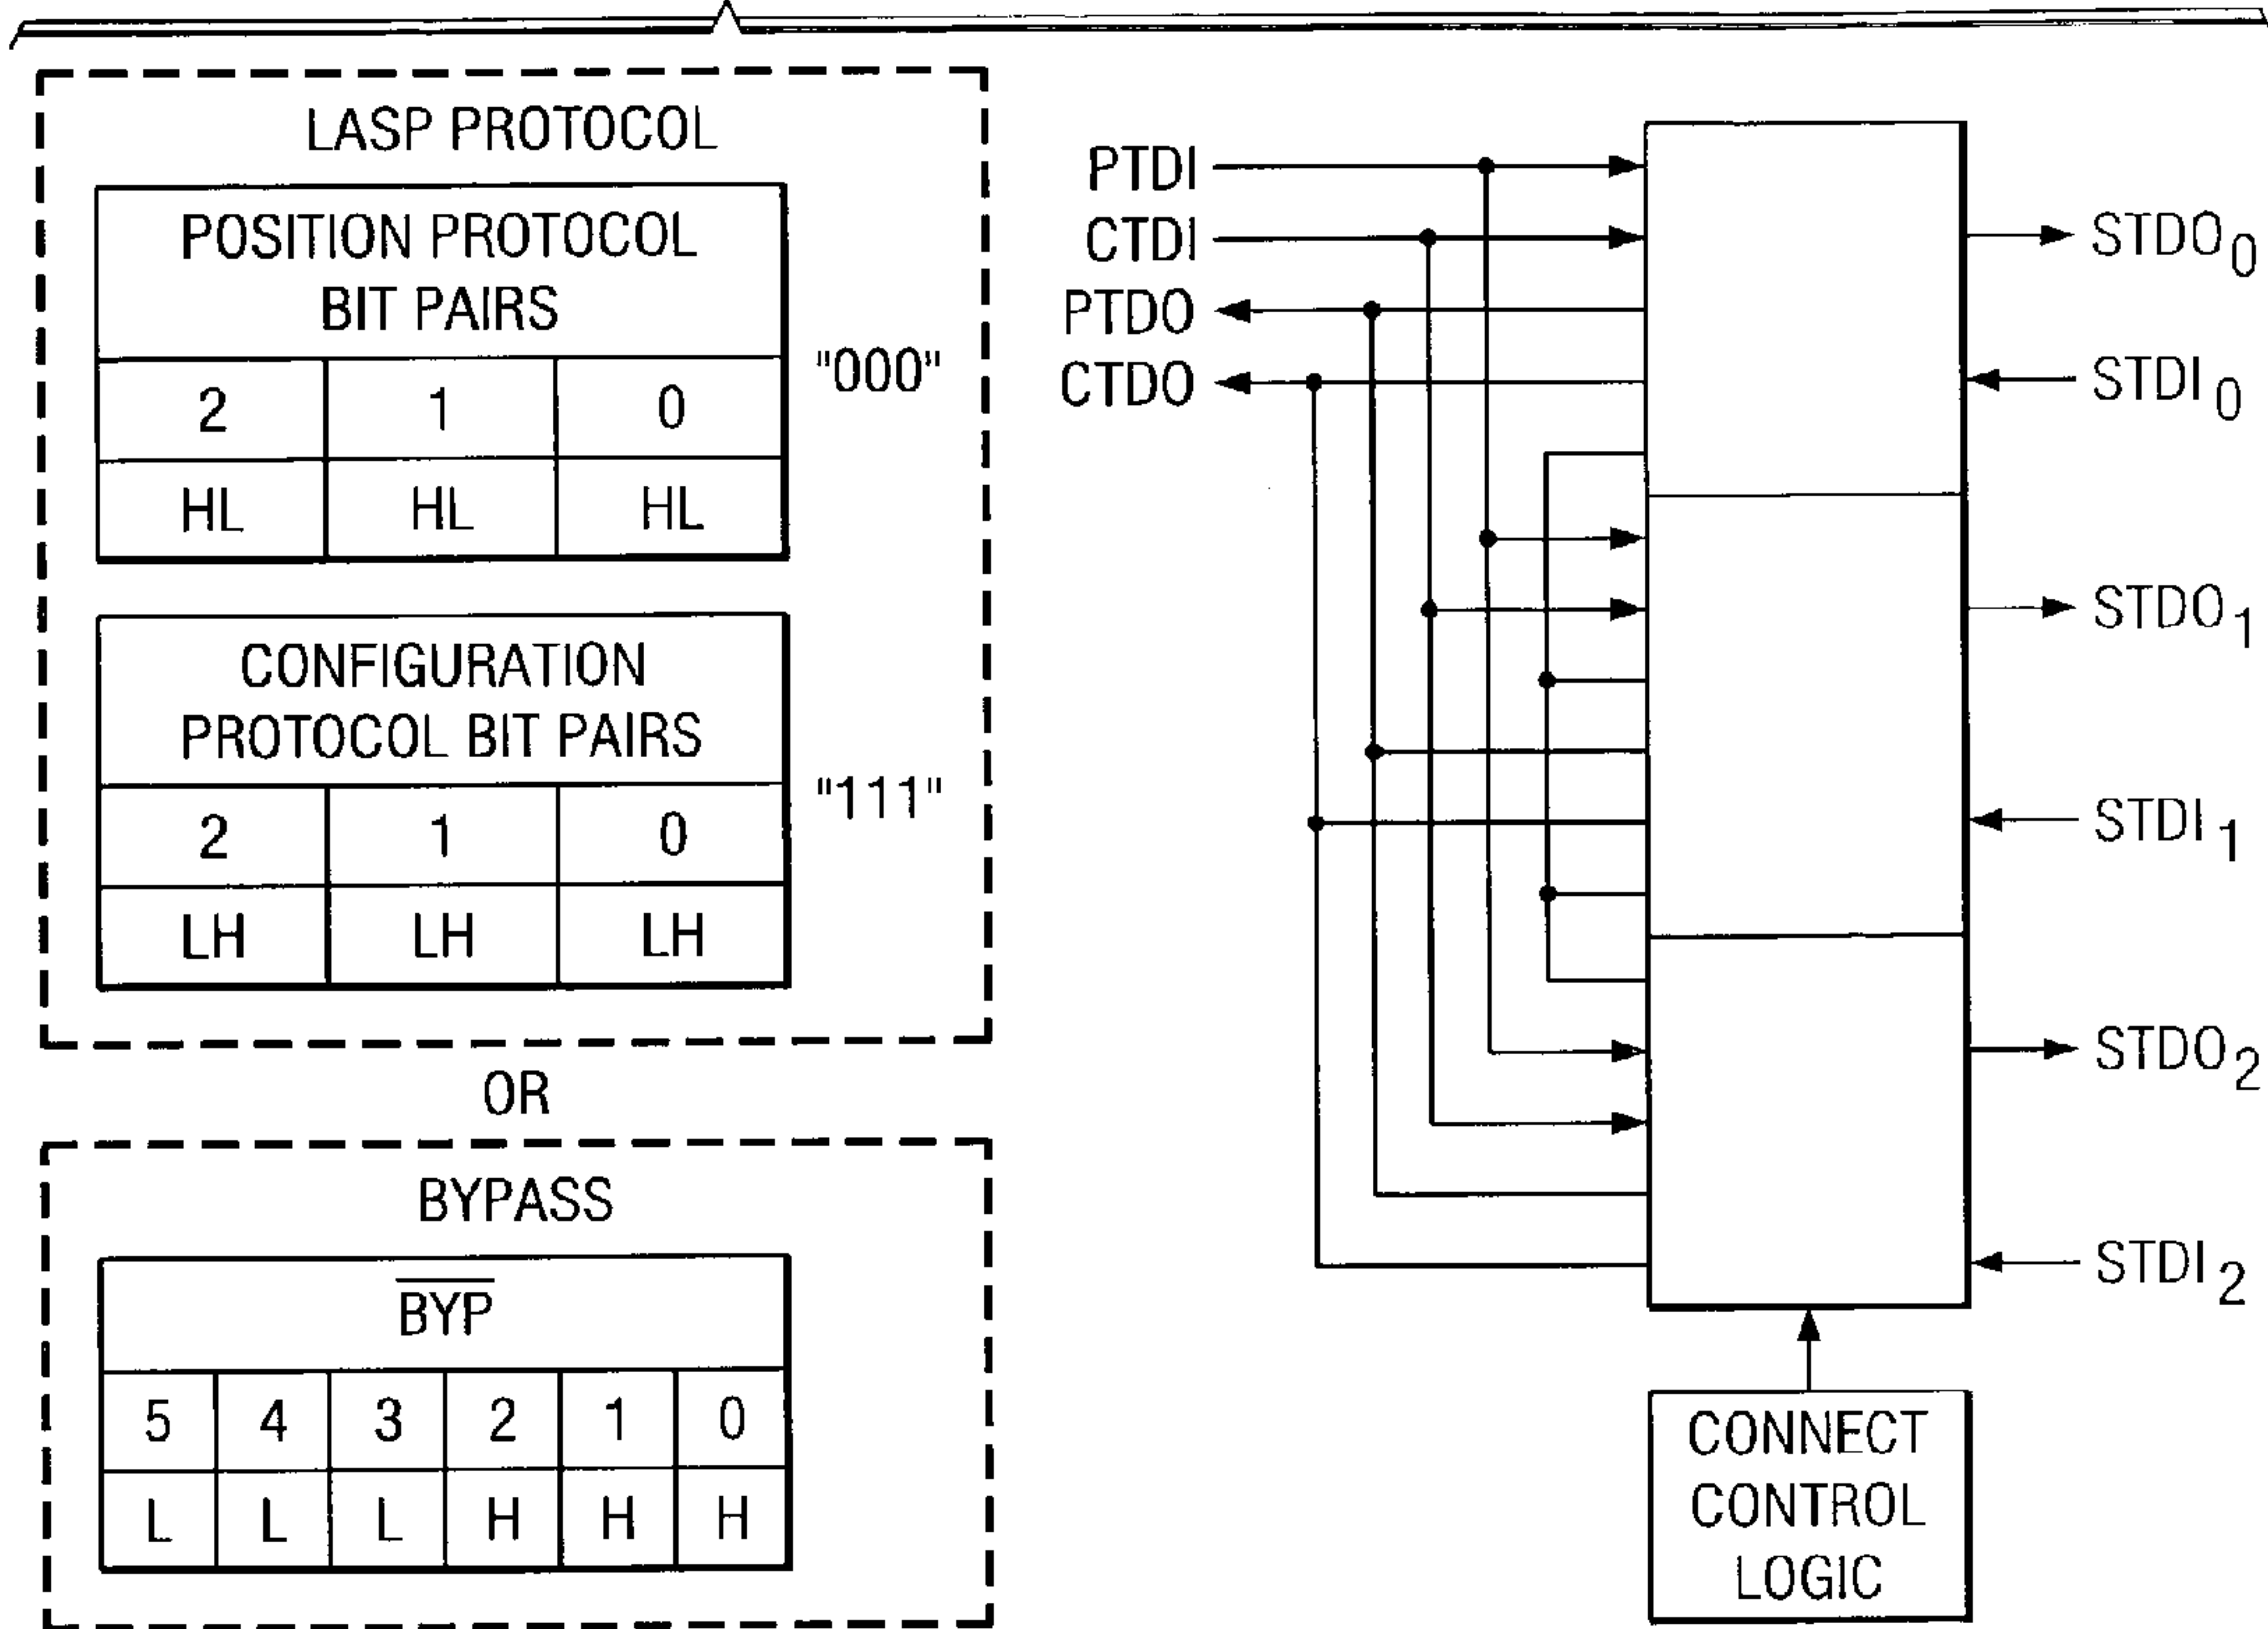 LASP PROTOCOL
POSITION PROTOCOL
BIT PAIRS
2 1 0
HL HL HL
"000"
CONFIGURATION
PROTOCOL BIT PAIRS
2 1 0
LH LH LH
"111"
OR
BYPASS
BYP
5 4 3 2 1 0
L L L H H H
PTDI
CTDI
PTDO
CTDO
STDO0
STDI0
STDO1
STDI1
STDO2
STDI2
CONNECT
CONTROL
LOGIC